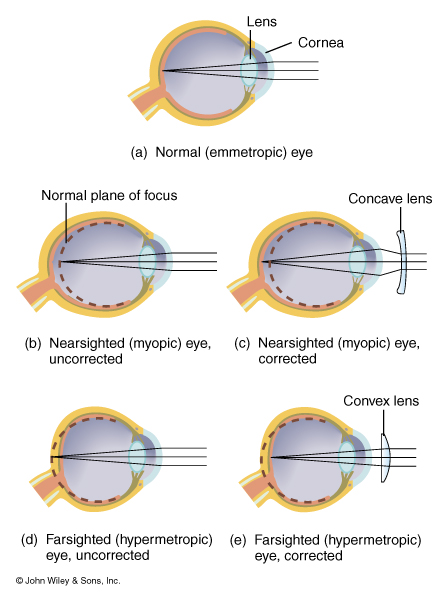 Lens
Cornea
(a) Normal (emmetropic) eye
Normal plane of focus
Concave lens
(b) Nearsighted (myopic) eye,
uncorrected
(c) Nearsighted (myopic) eye,
corrected
Convex lens
(d) Farsighted (hypermetropic)
eye, uncorrected
(e) Farsighted (hypermetropic)
eye, corrected
© John Wiley & Sons, Inc.